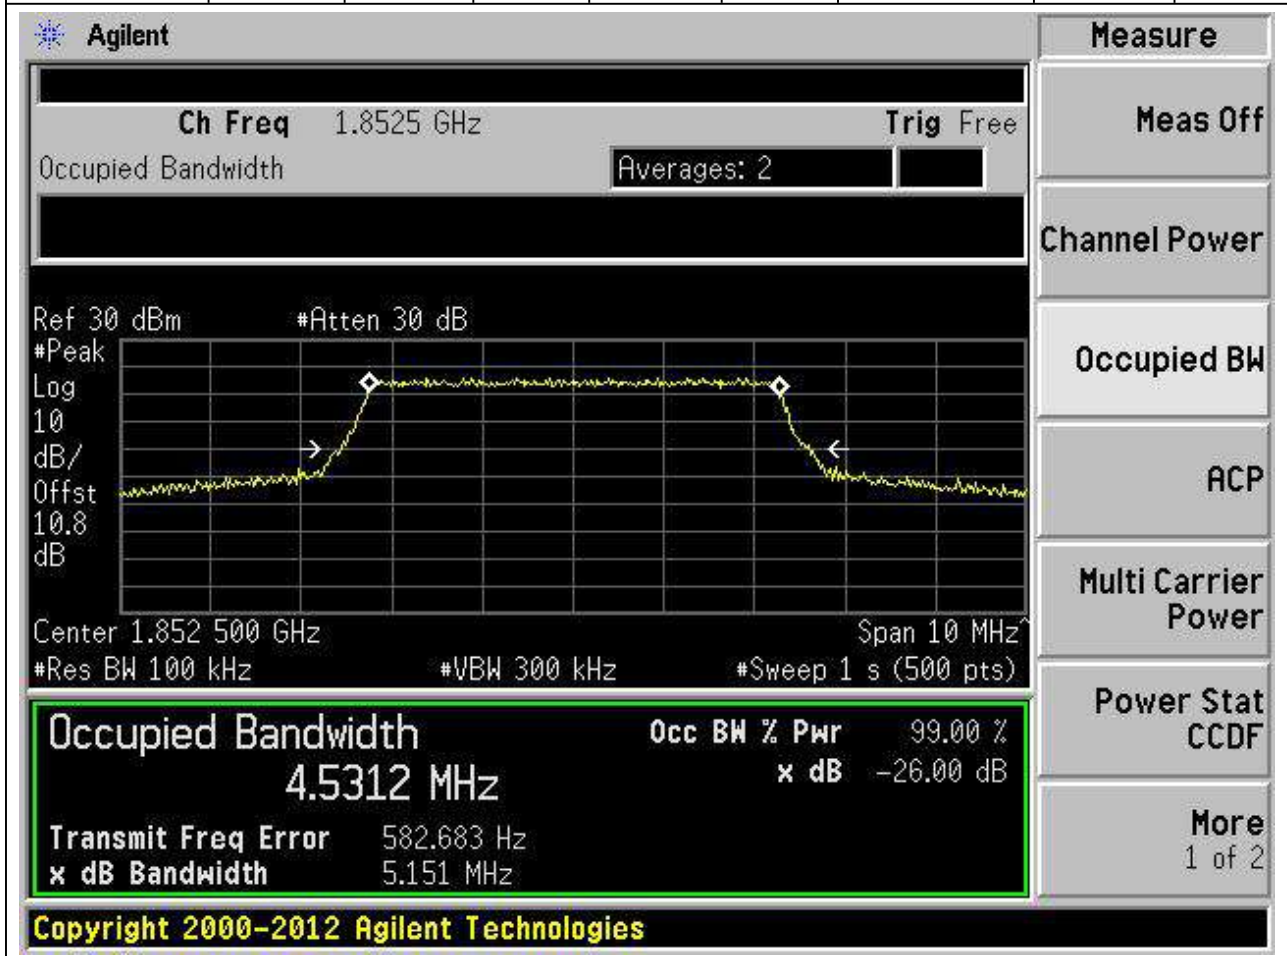 Agilent
Measure
Ch Freq 1.8525 GHz Trig Free
Occupied Bandwidth Averages: 2
Meas Off
Channel Power
Occupied BW
ACP
Multi Carrier
Power
Power Stat
CCDF
More
1 of 2
Ref 30 dBm #Atten 30 dB
#Peak
Log
10
dB/
Offst
10.8
dB
Center 1.852 500 GHz Span 10 MHz^
#Res BW 100 kHz #VBW 300 kHz #Sweep 1 s (500 pts)
Occupied Bandwidth Occ BW % Pwr 99.00 %
4.5312 MHz x dB -26.00 dB
Transmit Freq Error 582.683 Hz
x dB Bandwidth 5.151 MHz
Copyright 2000-2012 Agilent Technologies